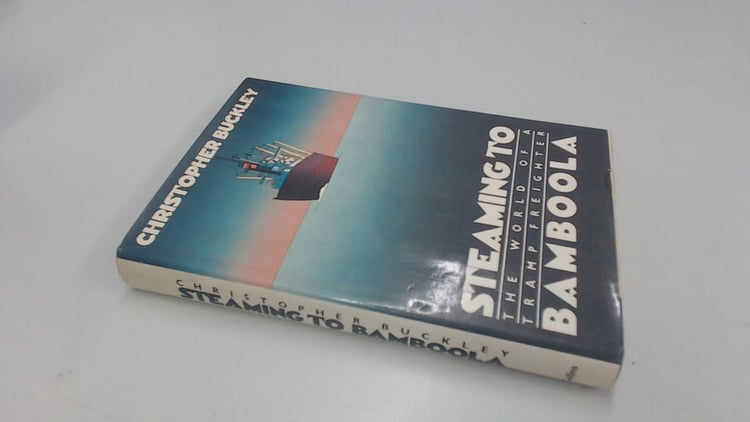 CHRISTOPHER BUCKLEY
STEAMING TO
THE WORLD OF A
TRAMP FREIGHTER
BAMBOOLA
CHRISTOPHER BUCKLEY
STEAMING TO BAMBOOLA